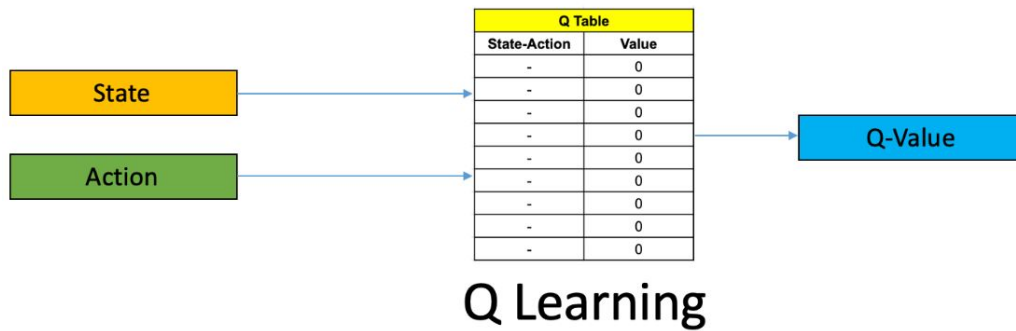 Q Table
State-Action Value
- 0
- 0
- 0
- 0
- 0
- 0
- 0
- 0
- 0
State
Action
Q-Value
Q Learning